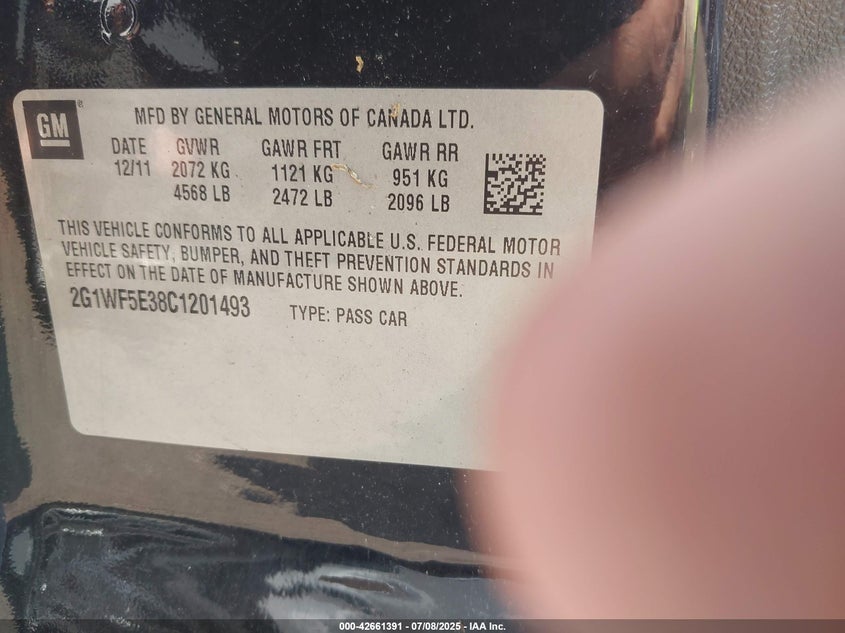 GM®
MFD BY GENERAL MOTORS OF CANADA LTD.
DATE GVWR GAWR FRT GAWR RR
12/11 2072 KG 1121 KG 951 KG
4568 LB 2472 LB 2096 LB
THIS VEHICLE CONFORMS TO ALL APPLICABLE U.S. FEDERAL MOTOR
VEHICLE SAFETY, BUMPER, AND THEFT PREVENTION STANDARDS IN
EFFECT ON THE DATE OF MANUFACTURE SHOWN ABOVE.
2G1WF5E38C1201493 TYPE: PASS CAR
000-42661391 - 07/08/2025 - IAA Inc.